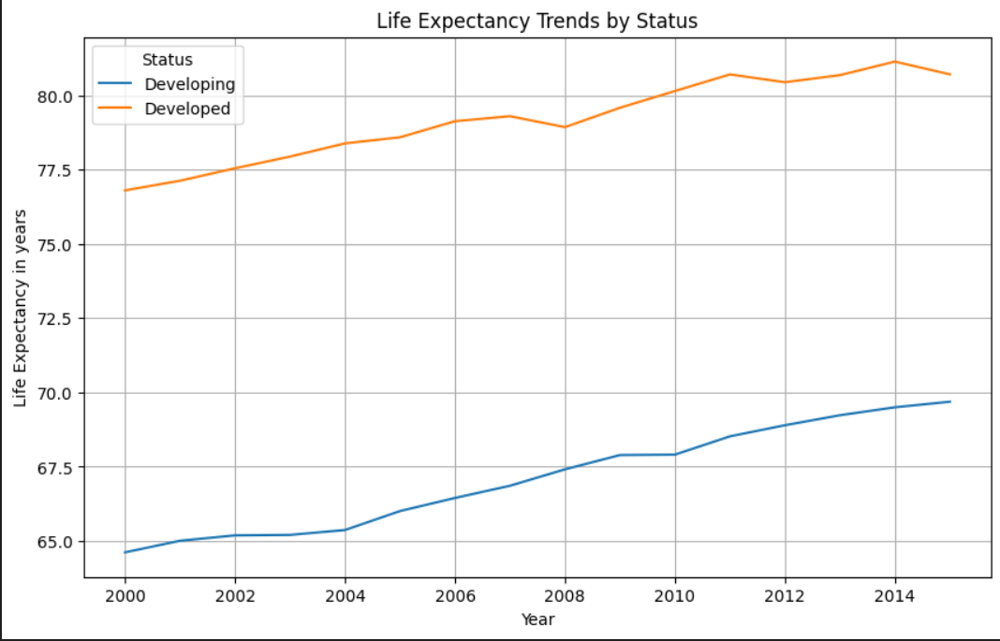 Life Expectancy Trends by Status
Status
Developing
Developed
80.0
77.5
75.0
72.5
70.0
67.5
65.0
Life Expectancy in years
2000 2002 2004 2006 2008 2010 2012 2014
Year